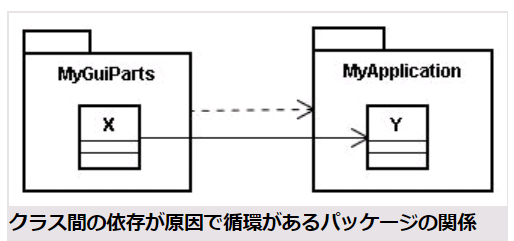 MyGuiParts
MyApplication
X
Y
クラス間の依存が原因で循環があるパッケージの関係